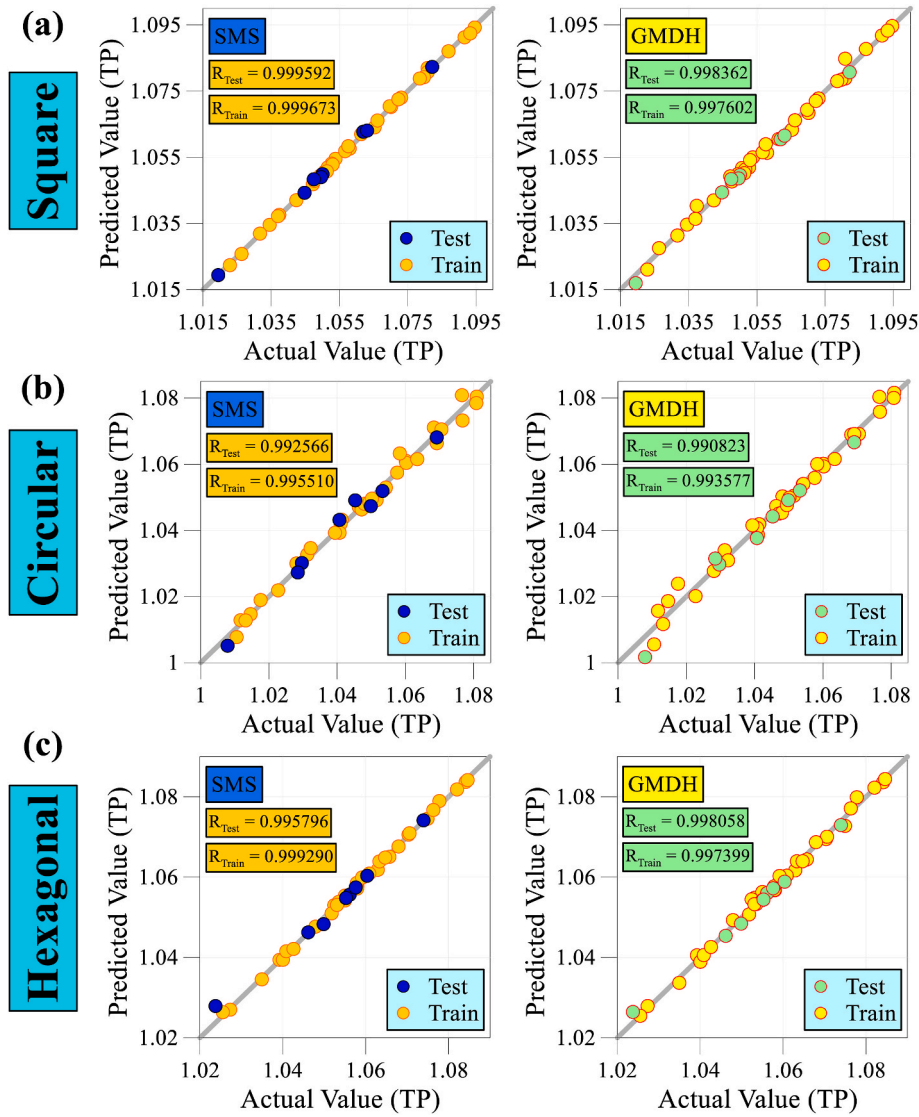 (a)
Square
Predicted Value (TP)
1.095
1.075
1.055
1.035
1.015
SMS
R_Test = 0.999592
R_Train = 0.999673
Test
Train
1.015 1.035 1.055 1.075 1.095
Actual Value (TP)
Predicted Value (TP)
1.095
1.075
1.055
1.035
1.015
GMDH
R_Test = 0.998362
R_Train = 0.997602
Test
Train
1.015 1.035 1.055 1.075 1.095
Actual Value (TP)
(b)
Circular
Predicted Value (TP)
1.08
1.06
1.04
1.02
1
SMS
R_Test = 0.992566
R_Train = 0.995510
Test
Train
1 1.02 1.04 1.06 1.08
Actual Value (TP)
Predicted Value (TP)
1.08
1.06
1.04
1.02
1
GMDH
R_Test = 0.990823
R_Train = 0.993577
Test
Train
1 1.02 1.04 1.06 1.08
Actual Value (TP)
(c)
Hexagonal
Predicted Value (TP)
1.08
1.06
1.04
1.02
SMS
R_Test = 0.995796
R_Train = 0.999290
Test
Train
1.02 1.04 1.06 1.08
Actual Value (TP)
Predicted Value (TP)
1.08
1.06
1.04
1.02
GMDH
R_Test = 0.998058
R_Train = 0.997399
Test
Train
1.02 1.04 1.06 1.08
Actual Value (TP)